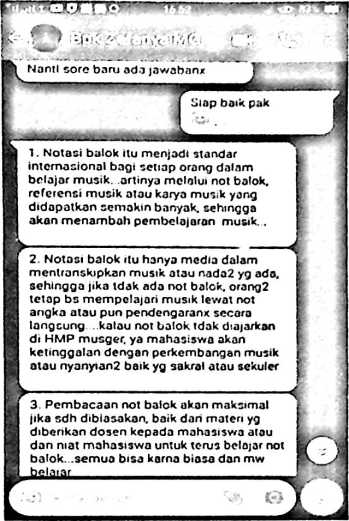 16.52
Nanti sore baru ada jawabanx
Siap baik pak
1. Notasi balok itu menjadi standar
internasional bagi setiap orang dalam
belajar musik...artinya melalui not balok,
referensi musik atau karya musik yang
didapatkan semakin banyak, sehingga
akan menambah pembelajaran musik...
2. Notasi balok itu hanya media dalam
mentranskipkan musik atau nada2 yg ada,
sehingga jika tdak ada not balok, orang2
tetap bs mempelajari musik lewat not
angka atau pun pendengaranx secara
langsung....kalau not balok tdak diajarkan
di HMP musger, ya mahasiswa akan
ketinggalan dengan perkembangan musik
atau nyanyian2 baik yg sakral atau sekuler
3. Pembacaan not balok akan maksimal
jika sdh dibiasakan, baik dari materi yg
diberikan dosen kepada mahasiswa atau
dan niat mahasiswa untuk terus belajar not
balok...semua bisa karna biasa dan mw
belajar